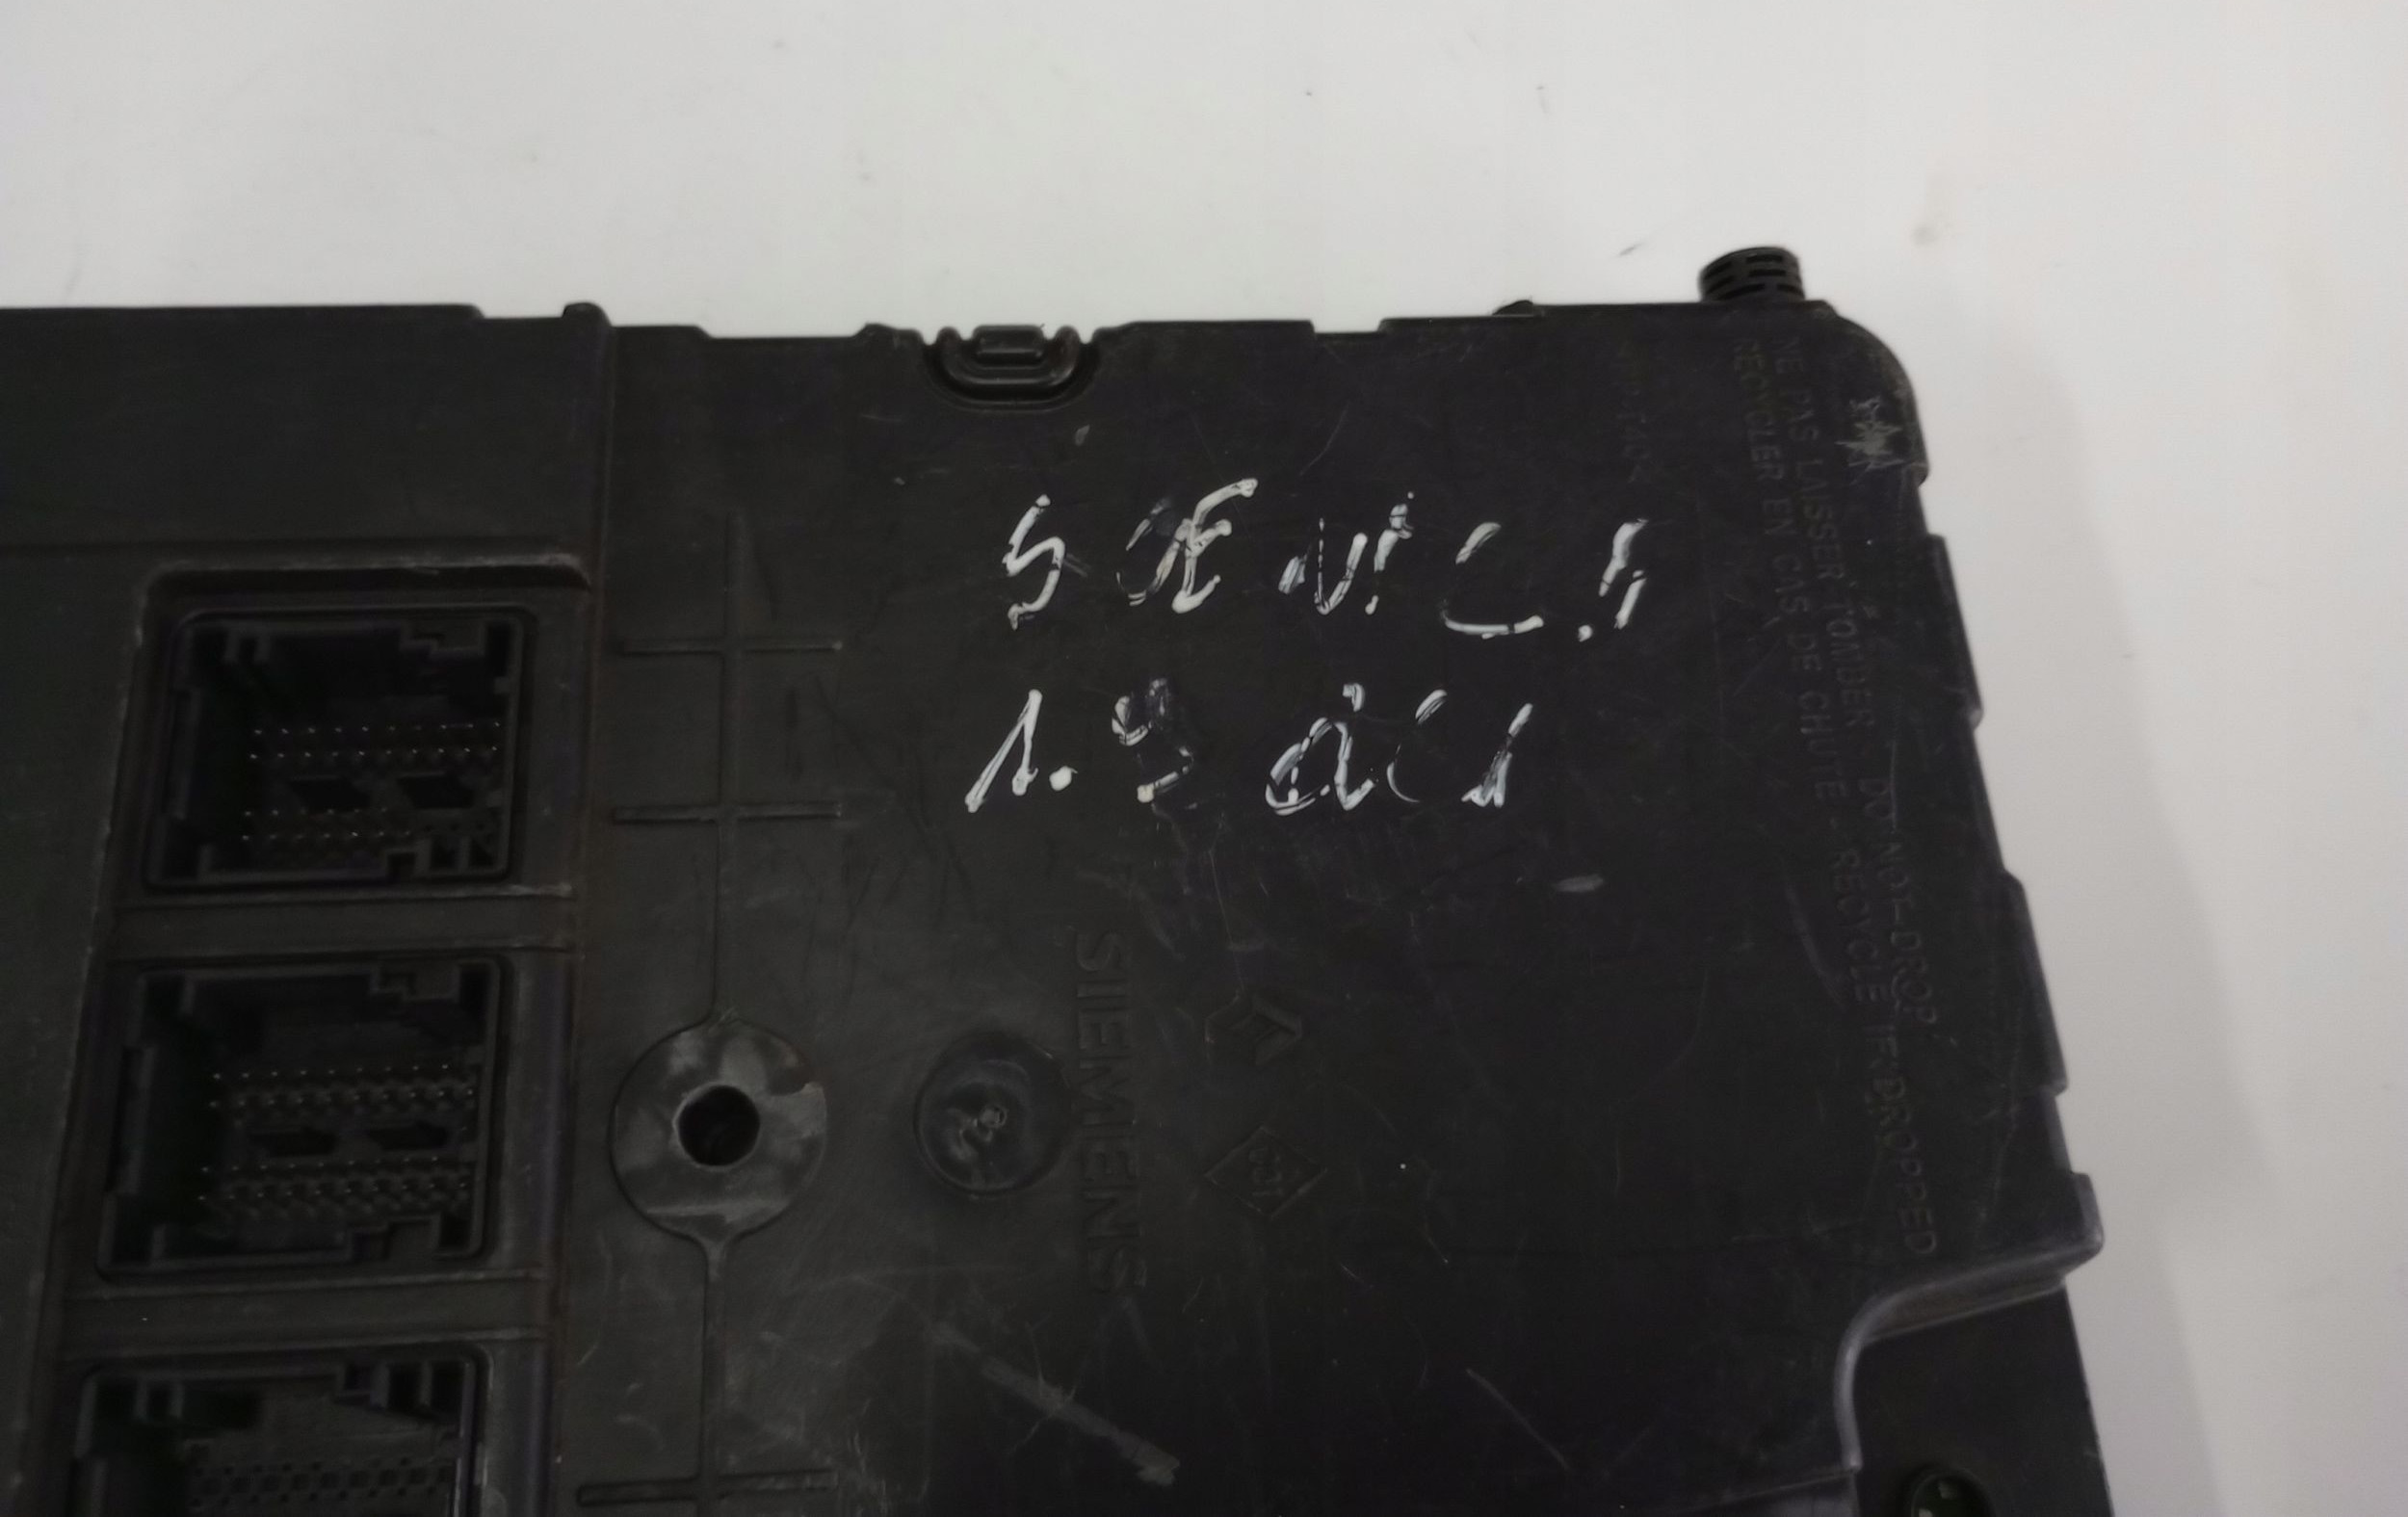 SCENIC.II
1.9 DCI
SIEMENS
NE PAS LAISSER TOMBER. DO NOT DROP
RECYCLER EN CAS DE CHUTE. RECYCLE IF DROPPED